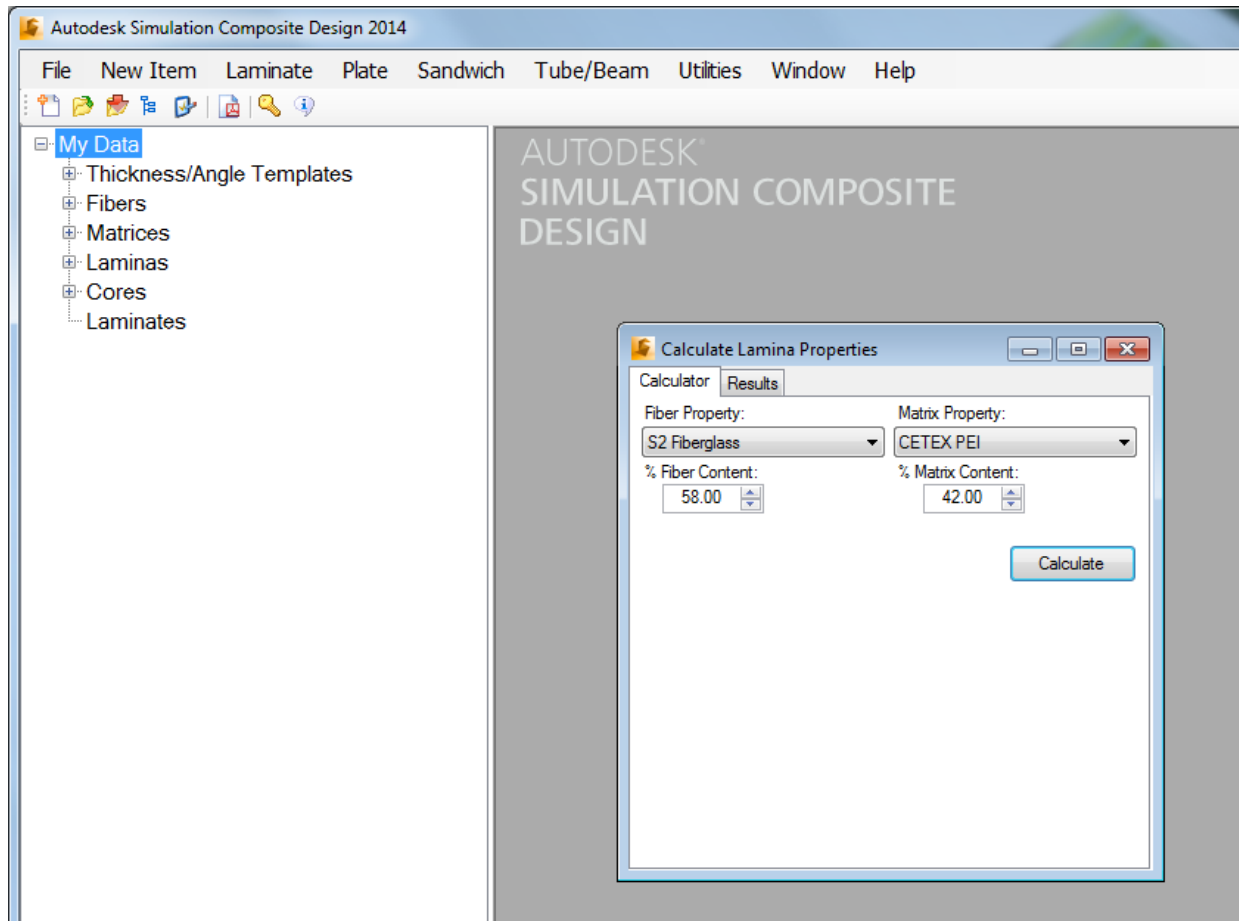 Autodesk Simulation Composite Design 2014
File New Item Laminate Plate Sandwich Tube/Beam Utilities Window Help
My Data
Thickness/Angle Templates
Fibers
Matrices
Laminas
Cores
Laminates
AUTODESK®
SIMULATION COMPOSITE
DESIGN
Calculate Lamina Properties
Calculator Results
Fiber Property: Matrix Property:
S2 Fiberglass CETEX PEI
% Fiber Content: % Matrix Content:
58.00 42.00
Calculate